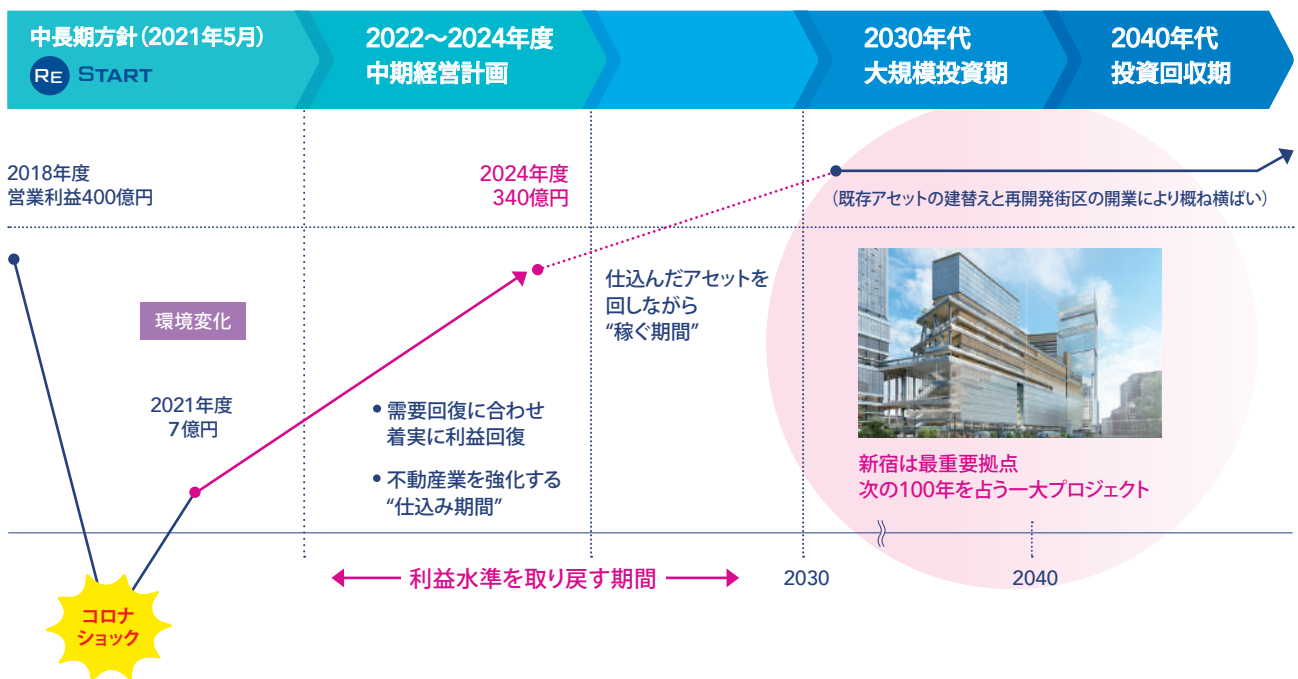 中長期方針（2021年5月）
RE START
2022〜2024年度
中期経営計画
2030年代
大規模投資期
2040年代
投資回収期
2018年度
営業利益400億円
2024年度
340億円
（既存アセットの建替えと再開発街区の開業により概ね横ばい）
環境変化
仕込んだアセットを
回しながら
“稼ぐ期間”
2021年度
7億円
• 需要回復に合わせ
着実に利益回復
• 不動産業を強化する
“仕込み期間”
新宿は最重要拠点
次の100年を占う一大プロジェクト
利益水準を取り戻す期間
2030
2040
コロナ
ショック